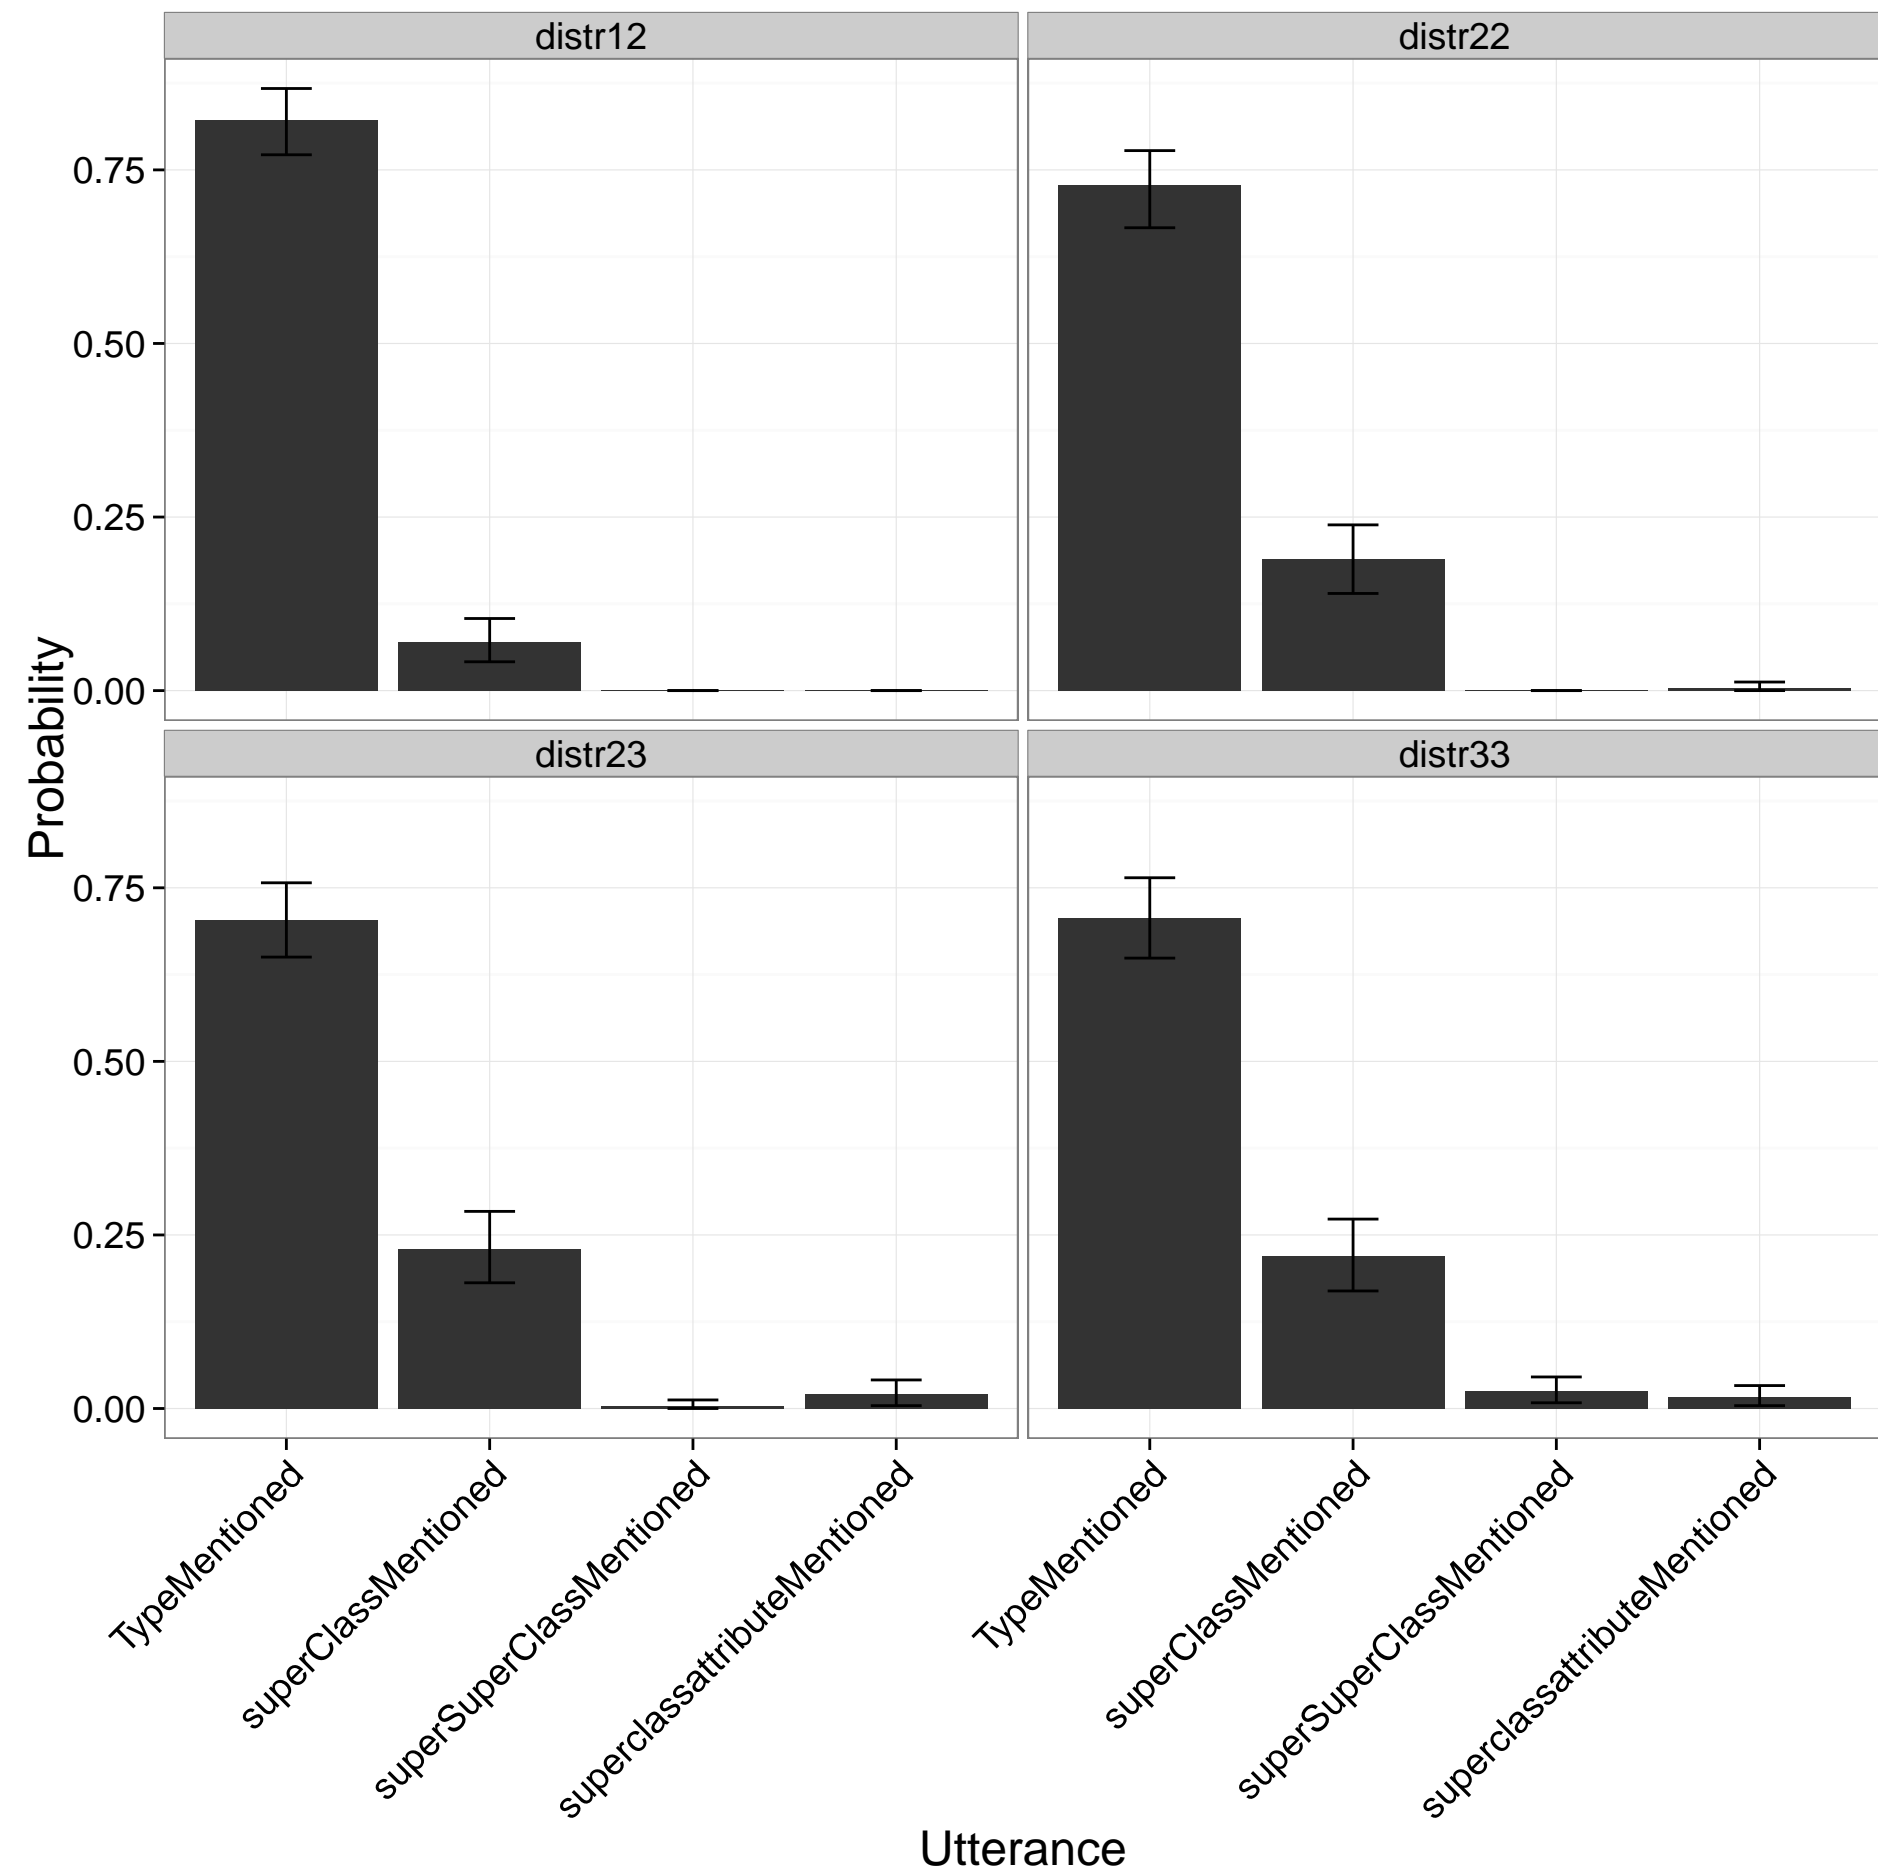 distr12
distr22
0.75
0.50
0.25
0.00
Probability
distr23
distr33
0.75
0.50
0.25
0.00
TypeMentioned
superClassMentioned
superSuperClassMentioned
superclassattributeMentioned
TypeMentioned
superClassMentioned
superSuperClassMentioned
superclassattributeMentioned
Utterance